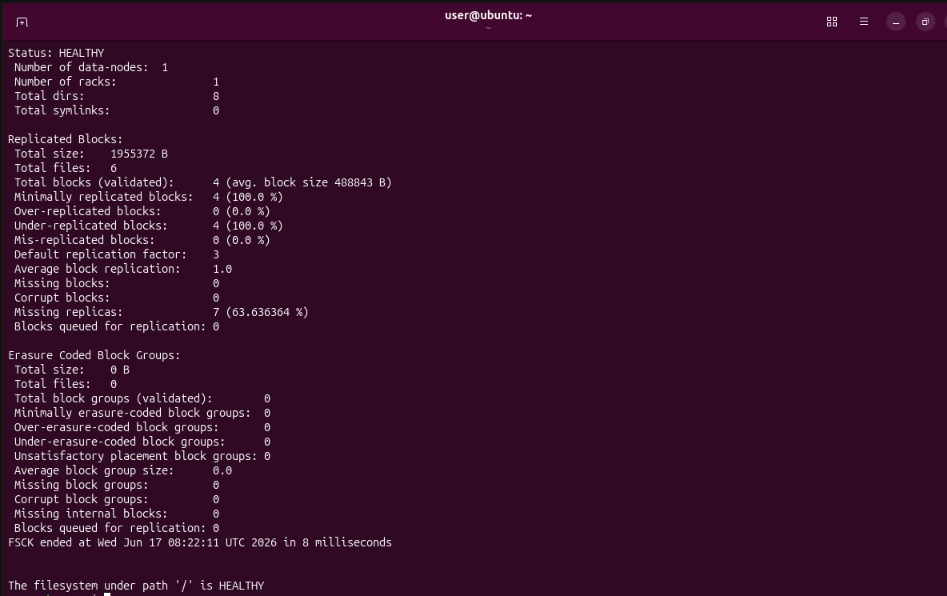 user@ubuntu: ~
~
Status: HEALTHY
Number of data-nodes: 1
Number of racks: 1
Total dirs: 8
Total symlinks: 0
Replicated Blocks:
Total size: 1955372 B
Total files: 6
Total blocks (validated): 4 (avg. block size 488843 B)
Minimally replicated blocks: 4 (100.0 %)
Over-replicated blocks: 0 (0.0 %)
Under-replicated blocks: 4 (100.0 %)
Mis-replicated blocks: 0 (0.0 %)
Default replication factor: 3
Average block replication: 1.0
Missing blocks: 0
Corrupt blocks: 0
Missing replicas: 7 (63.636364 %)
Blocks queued for replication: 0
Erasure Coded Block Groups:
Total size: 0 B
Total files: 0
Total block groups (validated): 0
Minimally erasure-coded block groups: 0
Over-erasure-coded block groups: 0
Under-erasure-coded block groups: 0
Unsatisfactory placement block groups: 0
Average block group size: 0.0
Missing block groups: 0
Corrupt block groups: 0
Missing internal blocks: 0
Blocks queued for replication: 0
FSCK ended at Wed Jun 17 08:22:11 UTC 2026 in 8 milliseconds
The filesystem under path '/' is HEALTHY